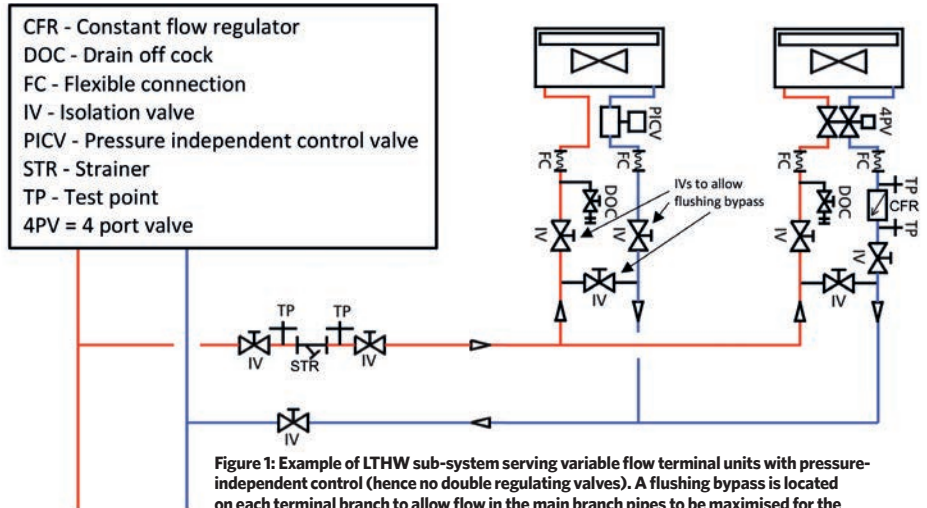 CFR - Constant flow regulator
DOC - Drain off cock
FC - Flexible connection
IV - Isolation valve
PICV - Pressure independent control valve
STR - Strainer
TP - Test point
4PV = 4 port valve
PICV
4PV
FC
FC
FC
FC
DOC
IVs to allow
flushing bypass
DOC
TP
CFR
TP
IV
IV
IV
IV
IV
IV
TP
TP
IV
STR
IV
IV
Figure 1: Example of LTHW sub-system serving variable flow terminal units with pressure-
independent control (hence no double regulating valves). A flushing bypass is located
on each terminal branch to allow flow in the main branch pipes to be maximised for the